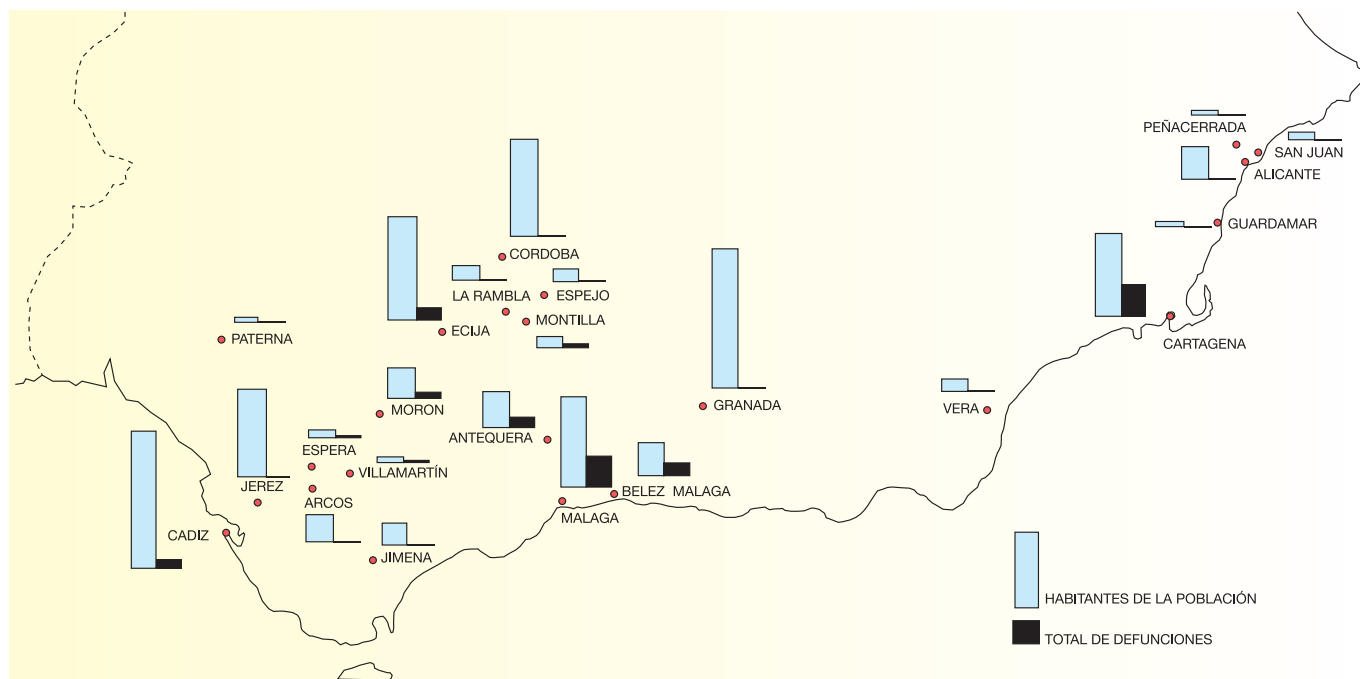 PEÑACERRADA
SAN JUAN
ALICANTE
GUARDAMAR
CORDOBA
LA RAMBLA
ESPEJO
MONTILLA
ECIJA
PATERNA
CARTAGENA
MORON
GRANADA
VERA
ANTEQUERA
ESPERA
VILLAMARTÍN
JEREZ
ARCOS
BELEZ MALAGA
MALAGA
CADIZ
JIMENA
HABITANTES DE LA POBLACIÓN
TOTAL DE DEFUNCIONES